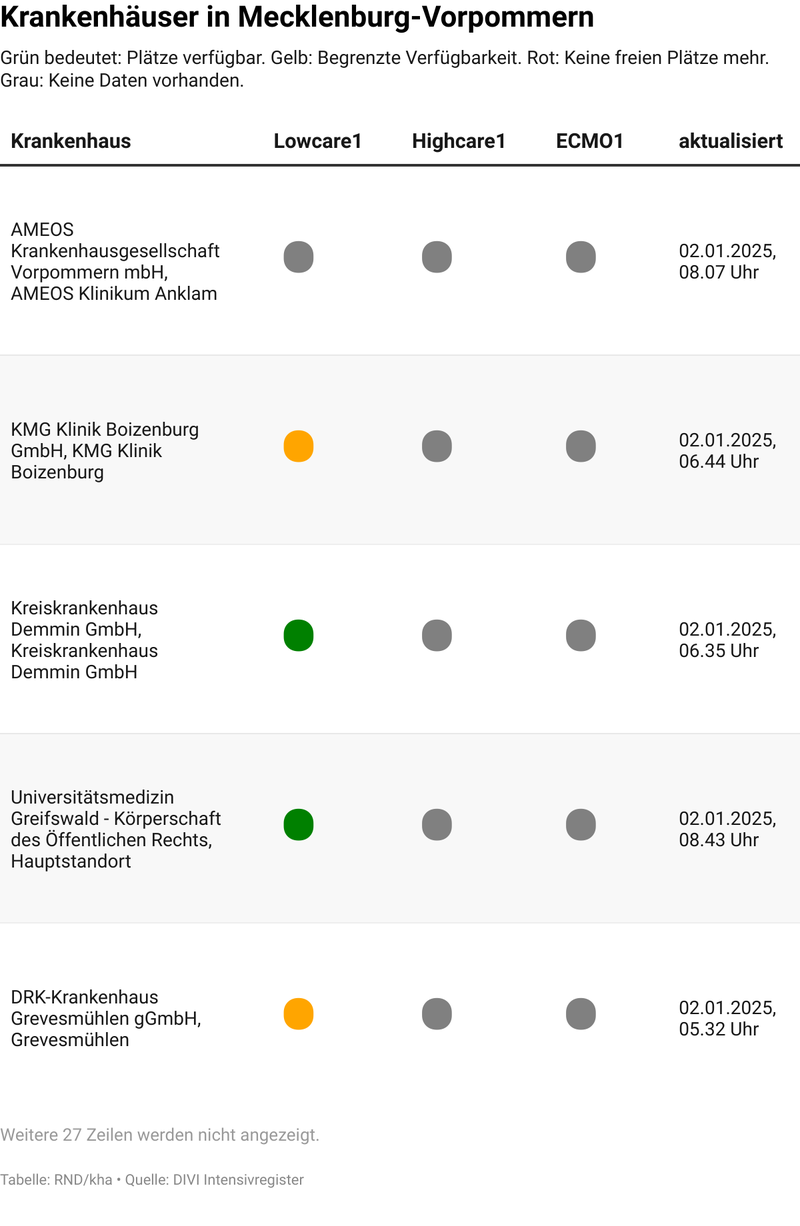 Krankenhäuser in Mecklenburg-Vorpommern
Grün bedeutet: Plätze verfügbar. Gelb: Begrenzte Verfügbarkeit. Rot: Keine freien Plätze mehr.
Grau: Keine Daten vorhanden.
Krankenhaus Lowcare1 Highcare1 ECMO1 aktualisiert
AMEOS
Krankenhausgesellschaft
Vorpommern mbH,
AMEOS Klinikum Anklam
02.01.2025,
08.07 Uhr
KMG Klinik Boizenburg
GmbH, KMG Klinik
Boizenburg
02.01.2025,
06.44 Uhr
Kreiskrankenhaus
Demmin GmbH,
Kreiskrankenhaus
Demmin GmbH
02.01.2025,
06.35 Uhr
Universitätsmedizin
Greifswald - Körperschaft
des Öffentlichen Rechts,
Hauptstandort
02.01.2025,
08.43 Uhr
DRK-Krankenhaus
Grevesmühlen gGmbH,
Grevesmühlen
02.01.2025,
05.32 Uhr
Weitere 27 Zeilen werden nicht angezeigt.
Tabelle: RND/kha • Quelle: DIVI Intensivregister